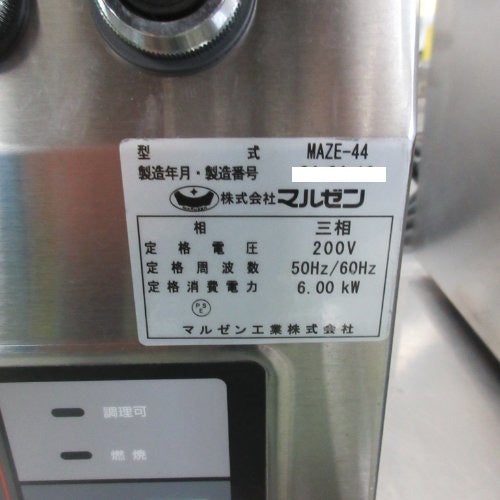 型 式 MAZE-44
製造年月・製造番号
株式会社マルゼン
相 三相
定格電圧 200V
定格周波数 50Hz/60Hz
定格消費電力 6.00 kW
PSE
マルゼン工業株式会社
調理可
燃焼